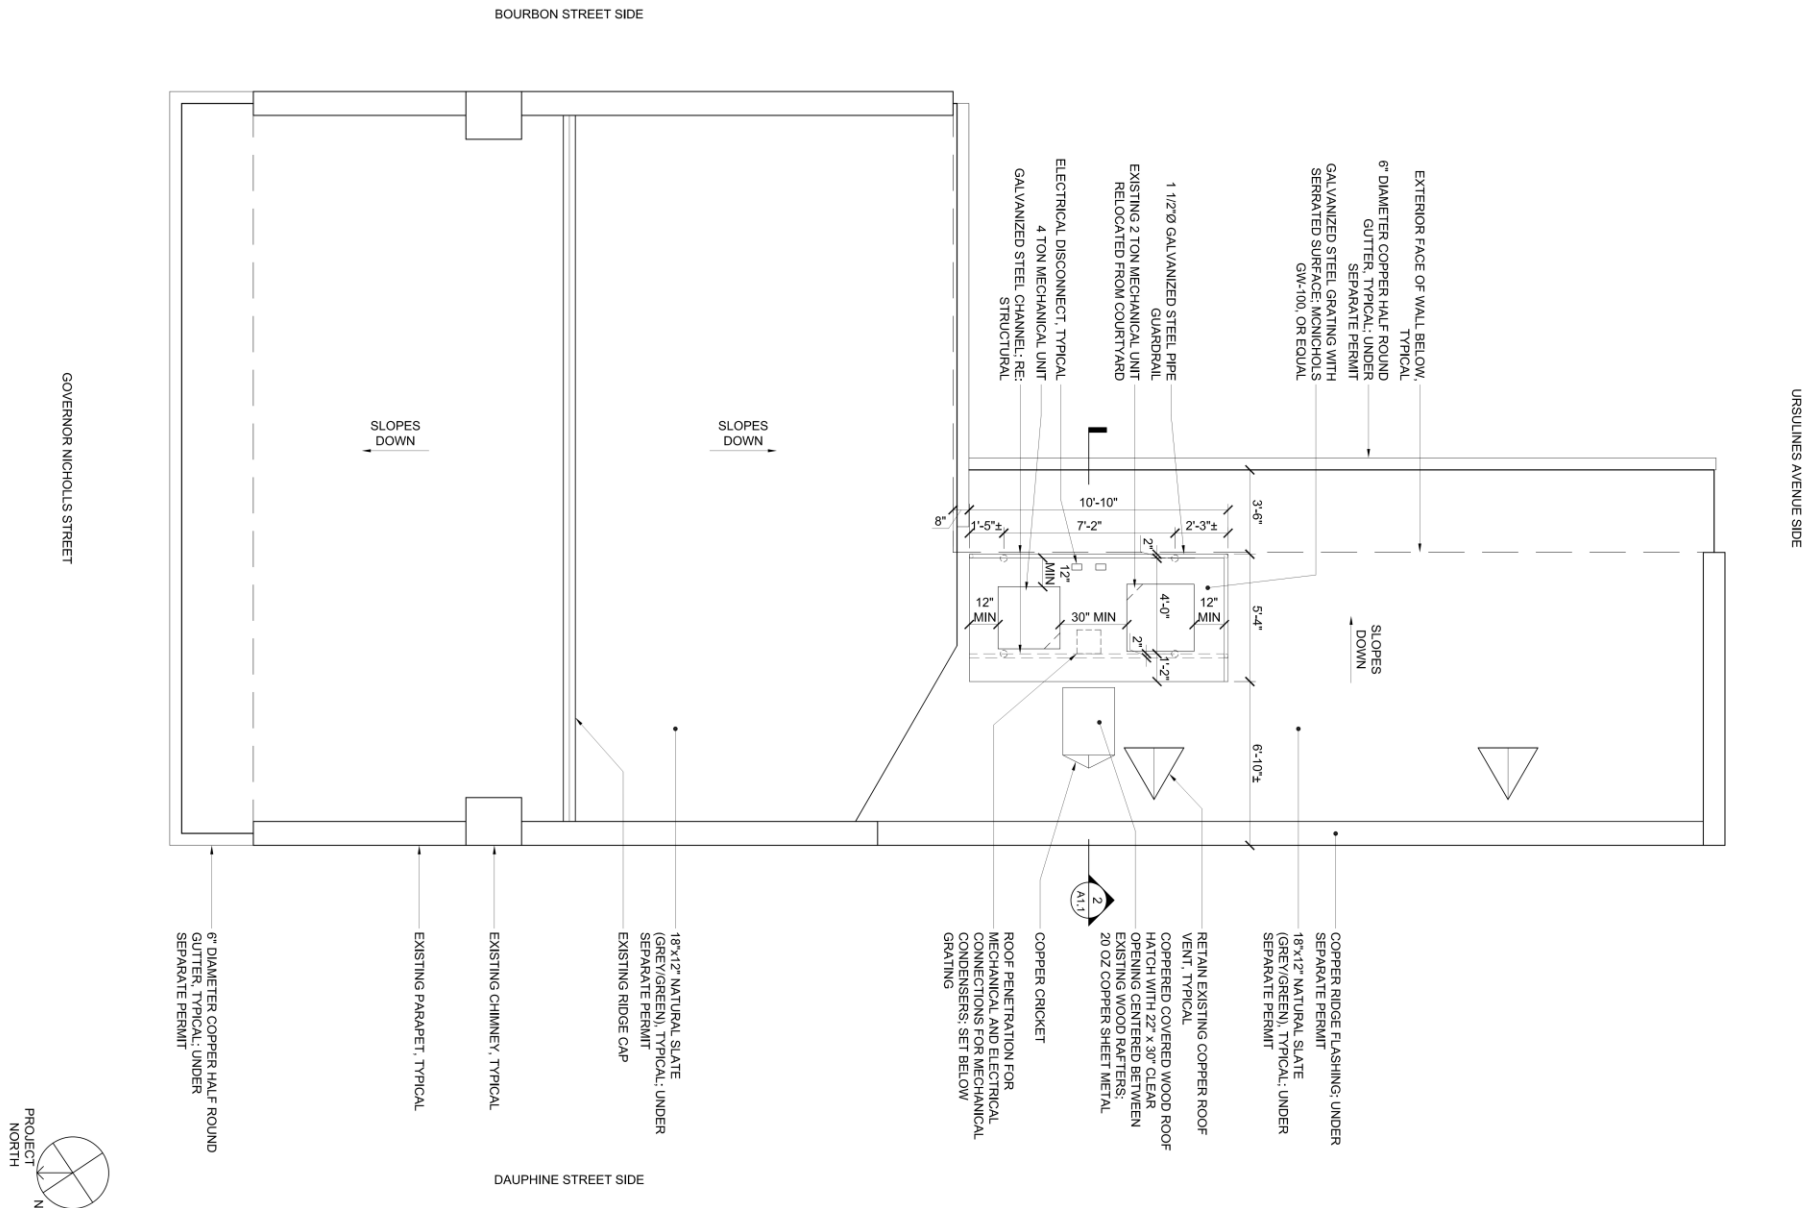 BOURBON STREET SIDE
GOVERNOR NICHOLLS STREET
URSULINES AVENUE SIDE
EXTERIOR FACE OF WALL BELOW,
TYPICAL
6" DIAMETER COPPER HALF ROUND
GUTTER, TYPICAL; UNDER
SEPARATE PERMIT
GALVANIZED STEEL GRATING WITH
SERRATED SURFACE; MCNICHOLS
GW-100, OR EQUAL
1 1/2"Ø GALVANIZED STEEL PIPE
GUARDRAIL
EXISTING 2 TON MECHANICAL UNIT
RELOCATED FROM COURTYARD
ELECTRICAL DISCONNECT, TYPICAL
4 TON MECHANICAL UNIT
GALVANIZED STEEL CHANNEL; RE:
STRUCTURAL
SLOPES
DOWN
SLOPES
DOWN
SLOPES
DOWN
10'-10"
8"
1'-5"±
7'-2"
2'-3"±
3'-6"
5'-4"
6'-10"±
2"
12"
MIN
12"
MIN
30" MIN
4'-0"
12"
MIN
2"
1'-2"
2
A1.1
COPPER RIDGE FLASHING; UNDER
SEPARATE PERMIT
18"x12" NATURAL SLATE
(GREY/GREEN), TYPICAL; UNDER
SEPARATE PERMIT
RETAIN EXISTING COPPER ROOF
VENT, TYPICAL
COPPERED COVERED WOOD ROOF
HATCH WITH 22" x 30" CLEAR
OPENING CENTERED BETWEEN
EXISTING WOOD RAFTERS;
20 OZ COPPER SHEET METAL
COPPER CRICKET
ROOF PENETRATION FOR
MECHANICAL AND ELECTRICAL
CONNECTIONS FOR MECHANICAL
CONDENSERS; SET BELOW
GRATING
18"x12" NATURAL SLATE
(GREY/GREEN), TYPICAL; UNDER
SEPARATE PERMIT
EXISTING RIDGE CAP
EXISTING CHIMNEY, TYPICAL
EXISTING PARAPET, TYPICAL
6" DIAMETER COPPER HALF ROUND
GUTTER, TYPICAL; UNDER
SEPARATE PERMIT
DAUPHINE STREET SIDE
PROJECT
NORTH
N